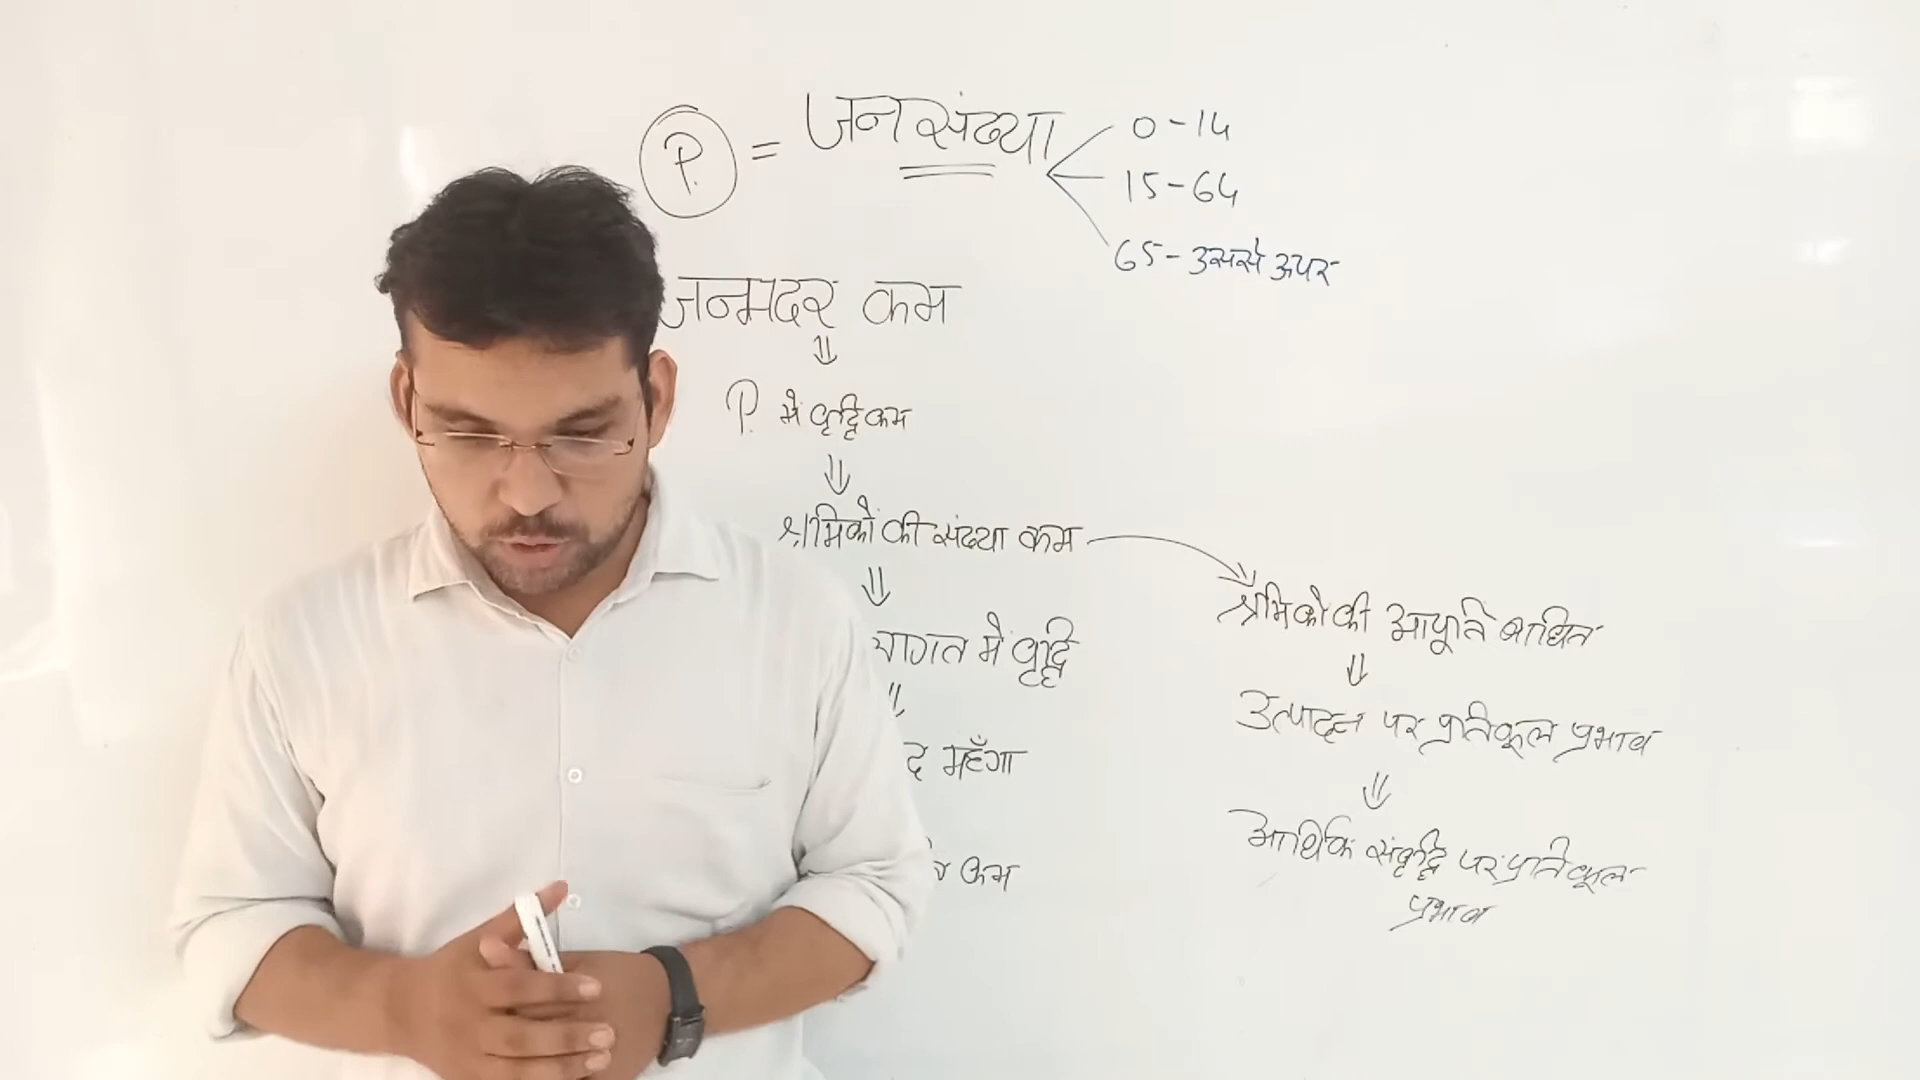 P. = जनसंख्या
0-14
15-64
65- उससे ऊपर
जन्मदर कम
P. मे वृद्धि कम
श्रमिको की संख्या कम
लागत मे वृद्धि
महँगा
कम
श्रमिको की आपूर्ति बाधित
उत्पादन पर प्रतिकूल प्रभाव
आर्थिक संवृद्धि पर प्रतिकूल
प्रभाव